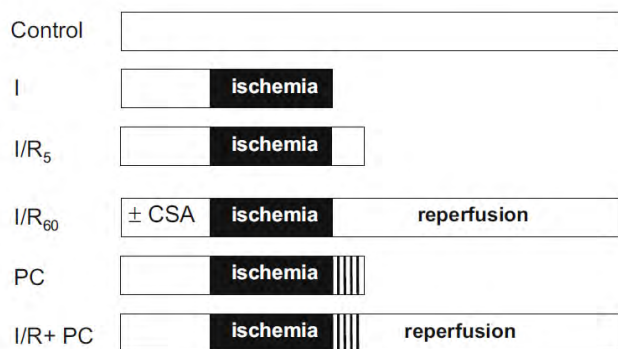 Control
I ischemia
I/R₅ ischemia
I/R₆₀ ± CSA ischemia reperfusion
PC ischemia
I/R+ PC ischemia reperfusion